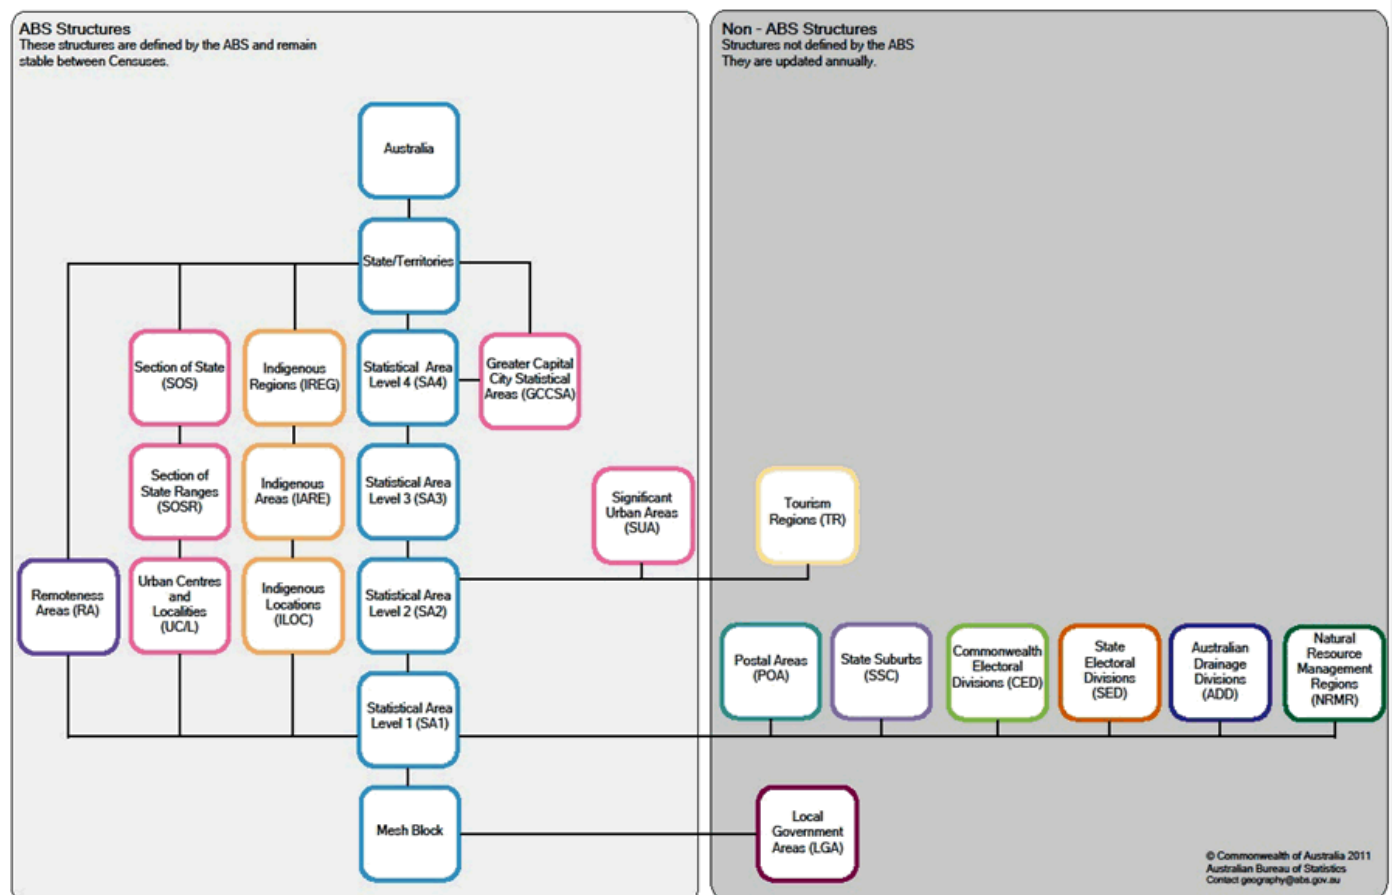 ABS Structures
These structures are defined by the ABS and remain
stable between Censuses.
Non - ABS Structures
Structures not defined by the ABS
They are updated annually.
Australia
State/Territories
Section of State
(SOS)
Indigenous
Regions (IREG)
Statistical Area
Level 4 (SA4)
Greater Capital
City Statistical
Areas (GCCSA)
Section of
State Ranges
(SOSR)
Indigenous
Areas (IARE)
Statistical Area
Level 3 (SA3)
Significant
Urban Areas
(SUA)
Tourism
Regions (TR)
Remoteness
Areas (RA)
Urban Centres
and
Localities
(UC/L)
Indigenous
Locations
(ILOC)
Statistical Area
Level 2 (SA2)
Postal Areas
(POA)
State Suburbs
(SSC)
Commonwealth
Electoral
Divisions (CED)
State
Electoral
Divisions
(SED)
Australian
Drainage
Divisions
(ADD)
Natural
Resource
Management
Regions
(NRMR)
Statistical Area
Level 1 (SA1)
Mesh Block
Local
Government
Areas (LGA)
© Commonwealth of Australia 2011
Australian Bureau of Statistics
Contact geography@abs.gov.au